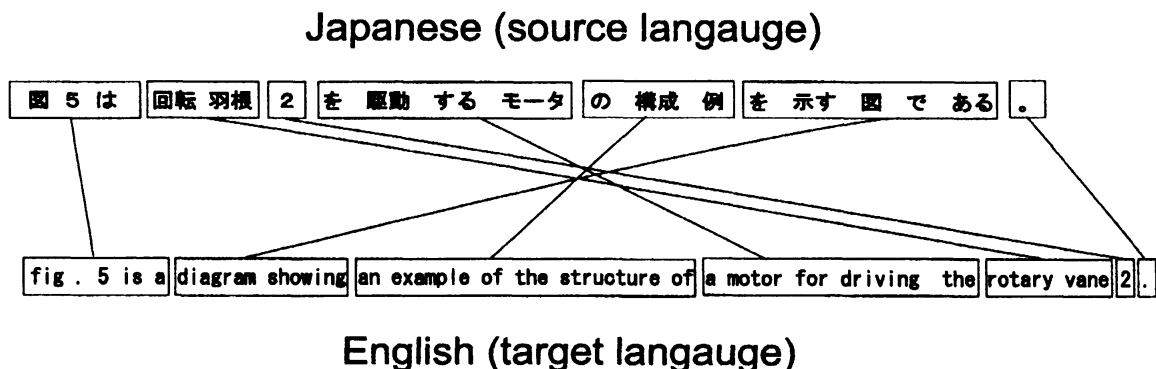 Japanese (source langauge)
図 5 は 回転 羽根 2 を 駆動 する モータ の 構成 例 を 示す 図 で ある 。
fig . 5 is a diagram showing an example of the structure of a motor for driving the rotary vane 2 .
English (target langauge)